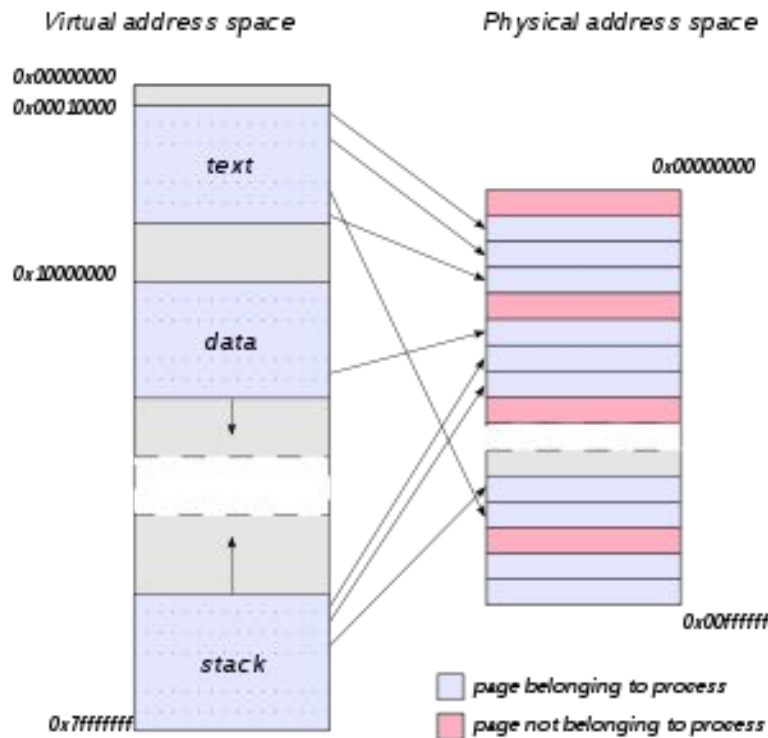 Virtual address space
Physical address space
0x00000000
0x00010000
text
0x00000000
0x10000000
data
stack
0x00ffffff
page belonging to process
0x7fffffff
page not belonging to process